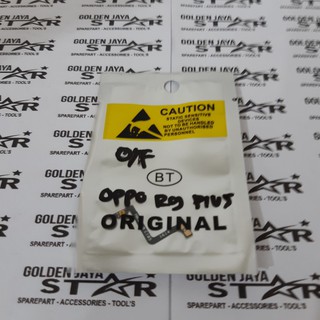 GOLDEN JAYA
STAR
SPAREPART - ACCESSORIES - TOOL'S
CAUTION
STATIC SENSITIVE
DEVICES
NOT TO BE HANDLED
BY UNAUTHORISED
PERSONNEL
O/F
BT
OPPO R9 PLUS
ORIGINAL